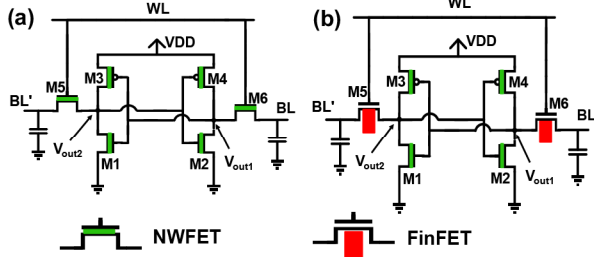 (a)
WL
VDD
M3
M4
M5
M6
BL'
BL
Vout2
M1
M2
Vout1
NWFET
(b)
WL
VDD
M3
M4
M5
M6
BL'
BL
Vout2
M1
M2
Vout1
FinFET